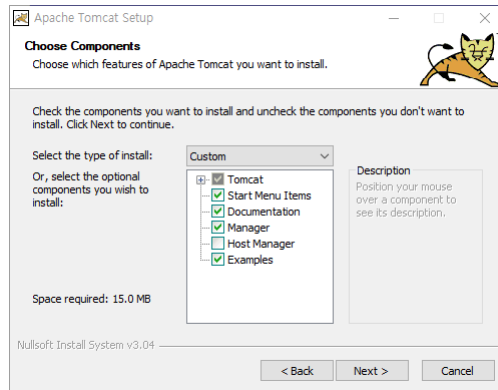 Apache Tomcat Setup
Choose Components
Choose which features of Apache Tomcat you want to install.
Check the components you want to install and uncheck the components you don't want to
install. Click Next to continue.
Select the type of install:
Custom
Or, select the optional
components you wish to
install:
Tomcat
Start Menu Items
Documentation
Manager
Host Manager
Examples
Description
Position your mouse
over a component to
see its description.
Space required: 15.0 MB
Nullsoft Install System v3.04
< Back
Next >
Cancel